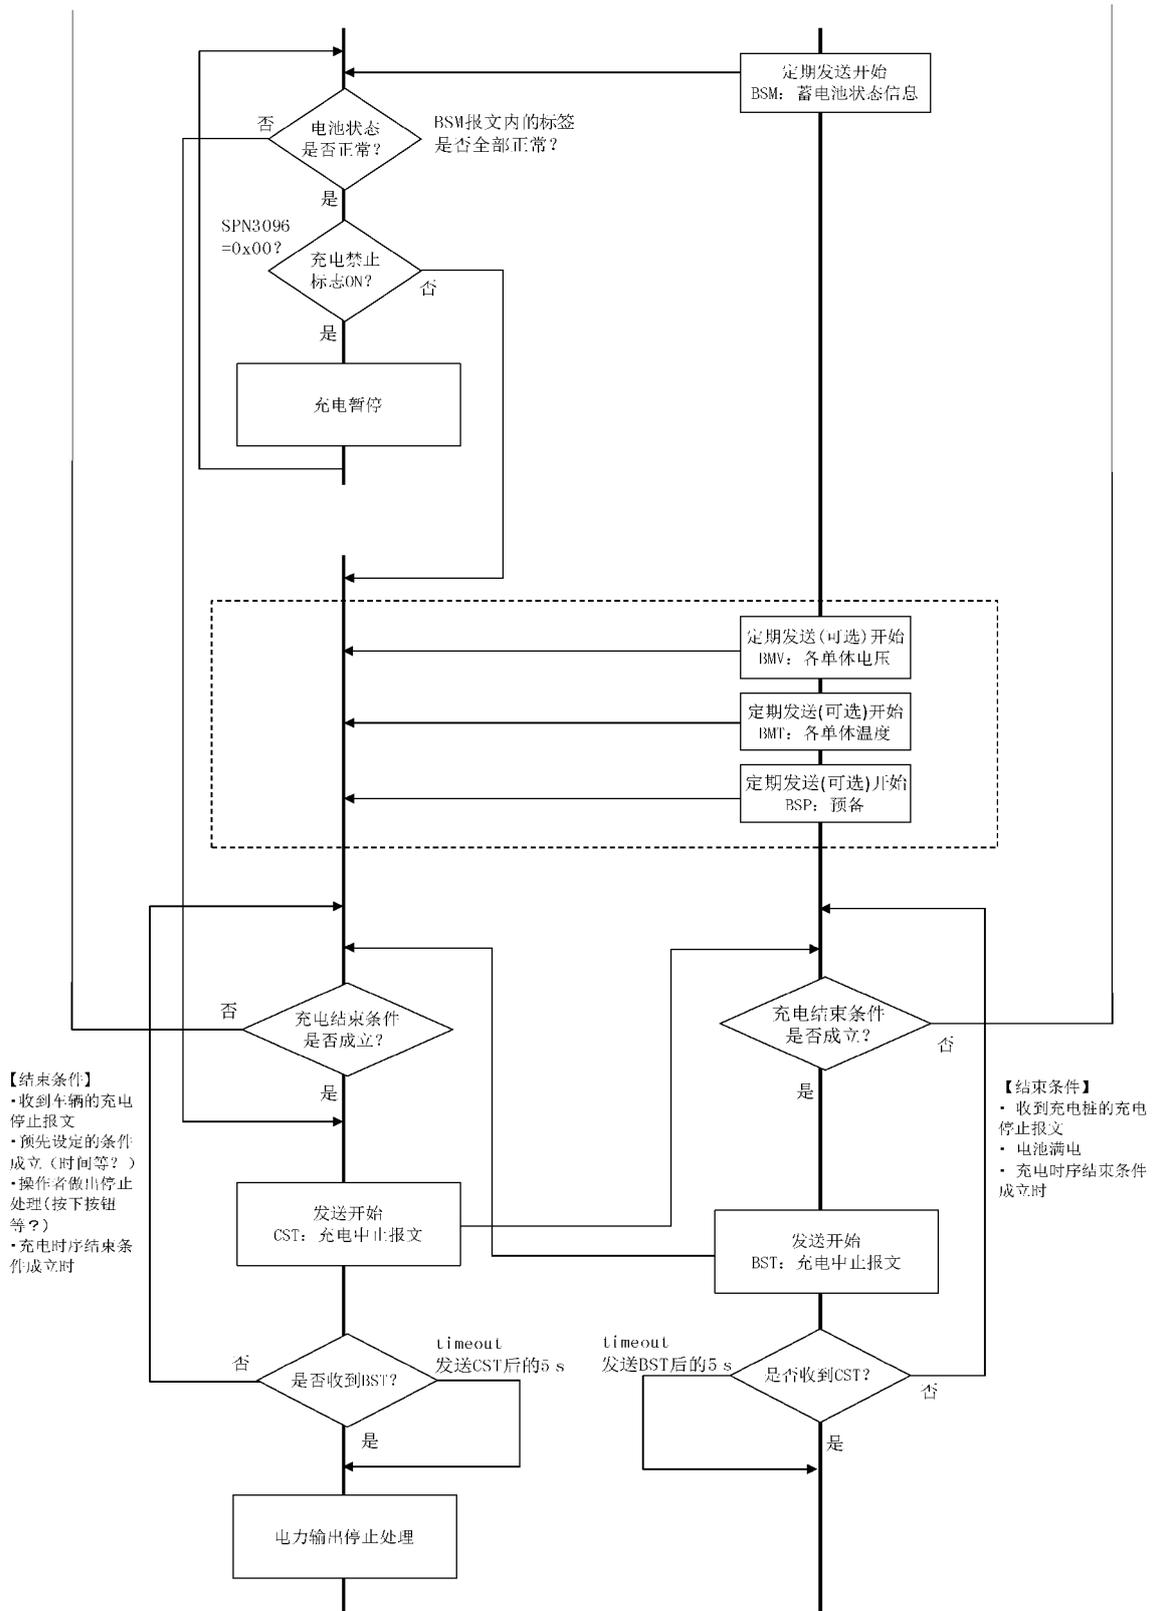 定期发送开始
BSM：蓄电池状态信息
否
电池状态
是否正常？
BSM报文内的标签
是否全部正常？
是
SPN3096
=0x00？
充电禁止
标志ON？
否
是
充电暂停
定期发送(可选)开始
BMV：各单体电压
定期发送(可选)开始
BMT：各单体温度
定期发送(可选)开始
BSP：预备
否
充电结束条件
是否成立？
是
充电结束条件
是否成立？
否
是
【结束条件】
·收到车辆的充电
停止报文
·预先设定的条件
成立（时间等？）
·操作者做出停止
处理(按下按钮
等？)
·充电时序结束条
件成立时
【结束条件】
· 收到充电桩的充电
停止报文
· 电池满电
· 充电时序结束条件
成立时
发送开始
CST：充电中止报文
发送开始
BST：充电中止报文
否
是否收到BST？
timeout
发送CST后的5 s
是
timeout
发送BST后的5 s
是否收到CST？
否
是
电力输出停止处理